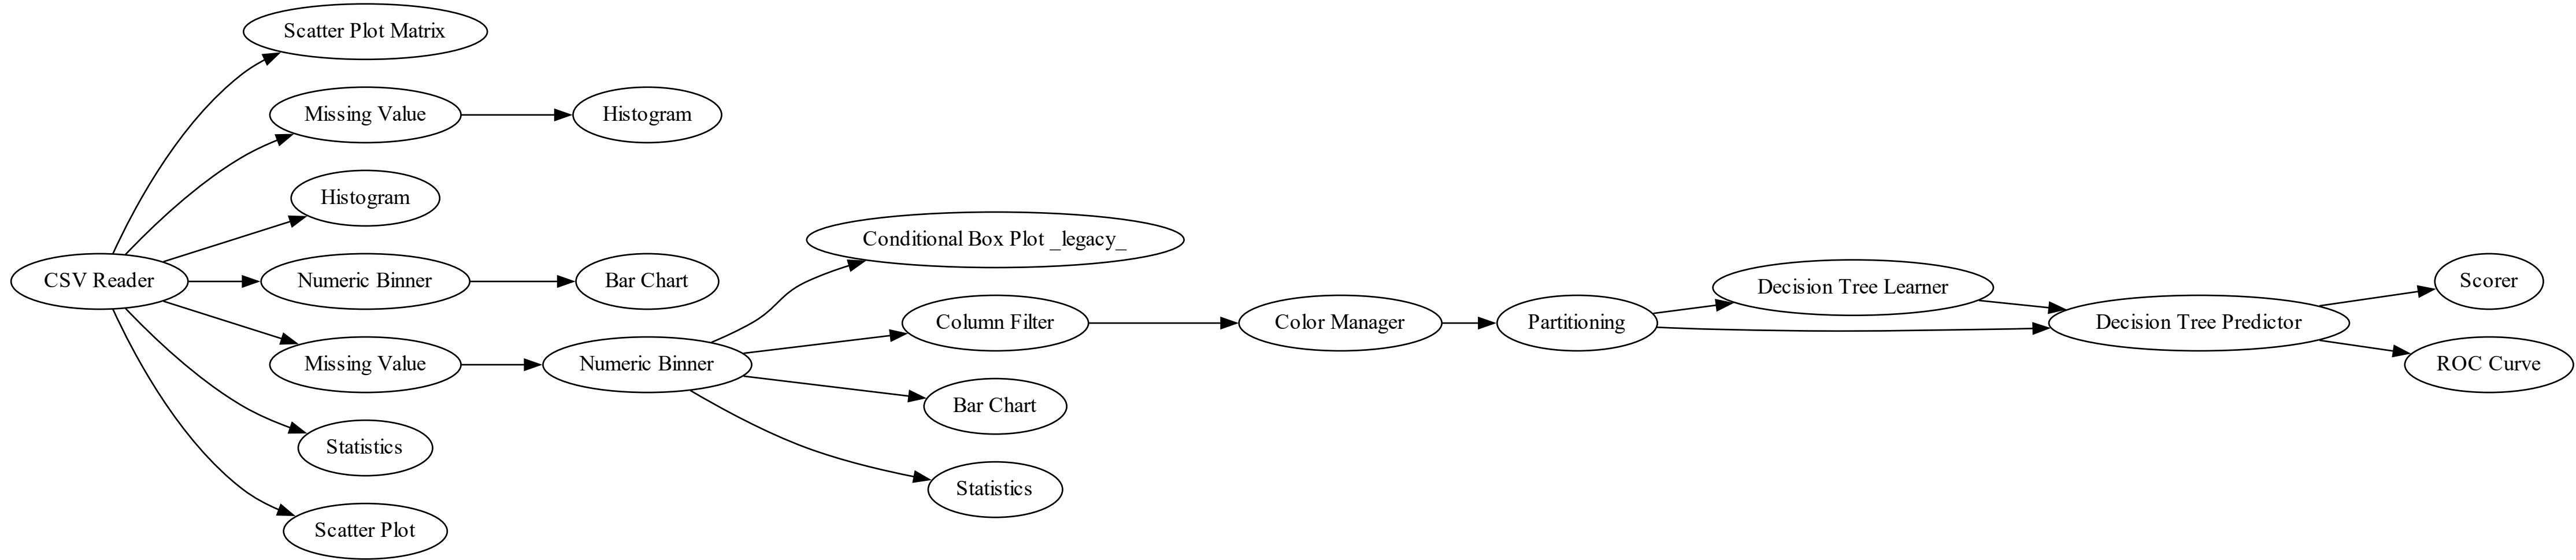 Scatter Plot Matrix
Missing Value
Histogram
Histogram
CSV Reader
Numeric Binner
Bar Chart
Missing Value
Numeric Binner
Statistics
Scatter Plot
Conditional Box Plot _legacy_
Column Filter
Bar Chart
Statistics
Color Manager
Partitioning
Decision Tree Learner
Decision Tree Predictor
Scorer
ROC Curve